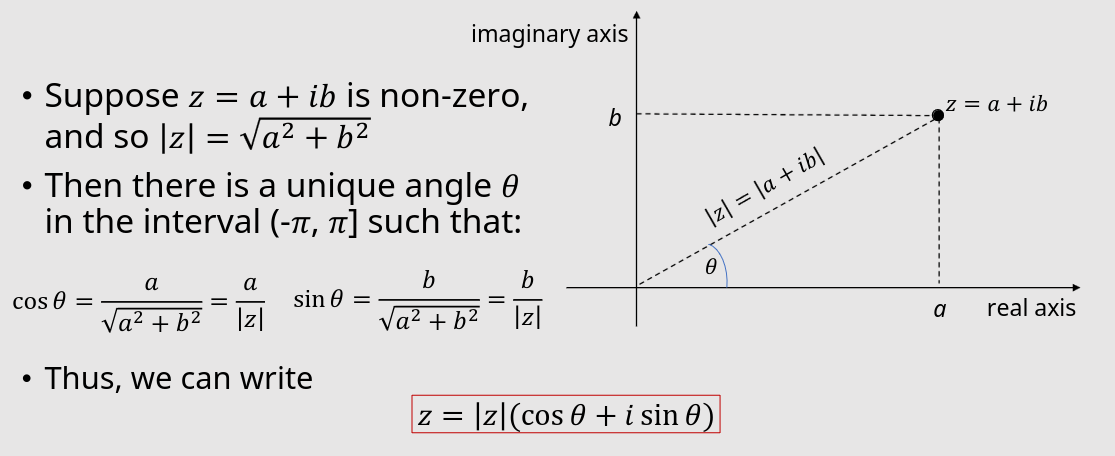 • Suppose z = a + ib is non-zero,
and so |z| = √(a² + b²)
• Then there is a unique angle θ
in the interval (-π, π] such that:
cos θ = a/√(a² + b²) = a/|z|   sin θ = b/√(a² + b²) = b/|z|
• Thus, we can write
z = |z|(cos θ + i sin θ)
imaginary axis
b
z = a + ib
|z| = |a + ib|
θ
a
real axis